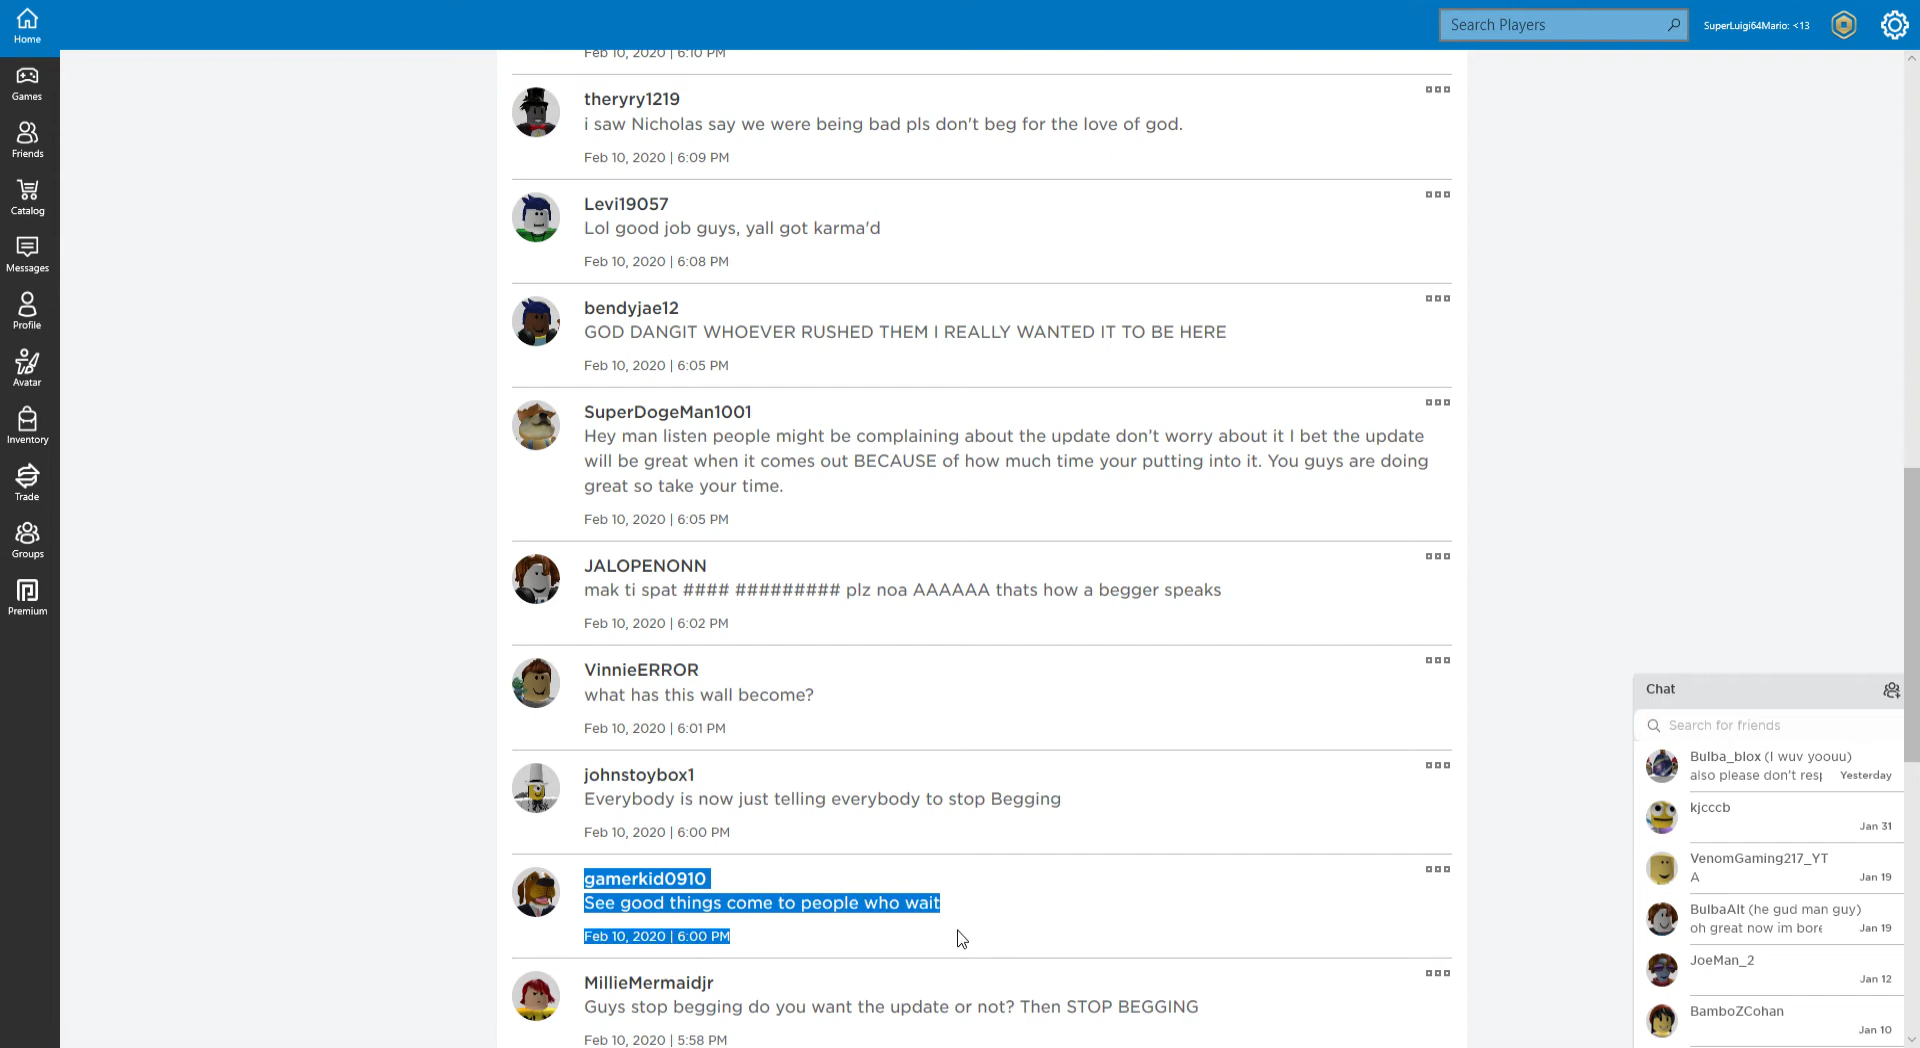 Home
Search Players
SuperLuigi64Mario: <13
Games
Friends
Catalog
Messages
Profile
Avatar
Inventory
Trade
Groups
Premium
Feb 10, 2020 | 6:10 PM
theryry1219
i saw Nicholas say we were being bad pls don't beg for the love of god.
Feb 10, 2020 | 6:09 PM
Levi19057
Lol good job guys, yall got karma'd
Feb 10, 2020 | 6:08 PM
bendyjae12
GOD DANGIT WHOEVER RUSHED THEM I REALLY WANTED IT TO BE HERE
Feb 10, 2020 | 6:05 PM
SuperDogeMan1001
Hey man listen people might be complaining about the update don’t worry about it I bet the update
will be great when it comes out BECAUSE of how much time your putting into it. You guys are doing
great so take your time.
Feb 10, 2020 | 6:05 PM
JALOPENONN
mak ti spat #### ######### plz noa AAAAAA thats how a begger speaks
Feb 10, 2020 | 6:02 PM
VinnieERROR
what has this wall become?
Feb 10, 2020 | 6:01 PM
johnstoybox1
Everybody is now just telling everybody to stop Begging
Feb 10, 2020 | 6:00 PM
gamerkid0910
See good things come to people who wait
Feb 10, 2020 | 6:00 PM
MillieMermaidjr
Guys stop begging do you want the update or not? Then STOP BEGGING
Feb 10, 2020 | 5:58 PM
Chat
Search for friends
Bulba_blox (I wuv yoouu)
also please don't resp Yesterday
kjcccb
Jan 31
VenomGaming217_YT
A Jan 19
BulbaAlt (he gud man guy)
oh great now im bore Jan 19
JoeMan_2
Jan 12
BamboZCohan
Jan 10